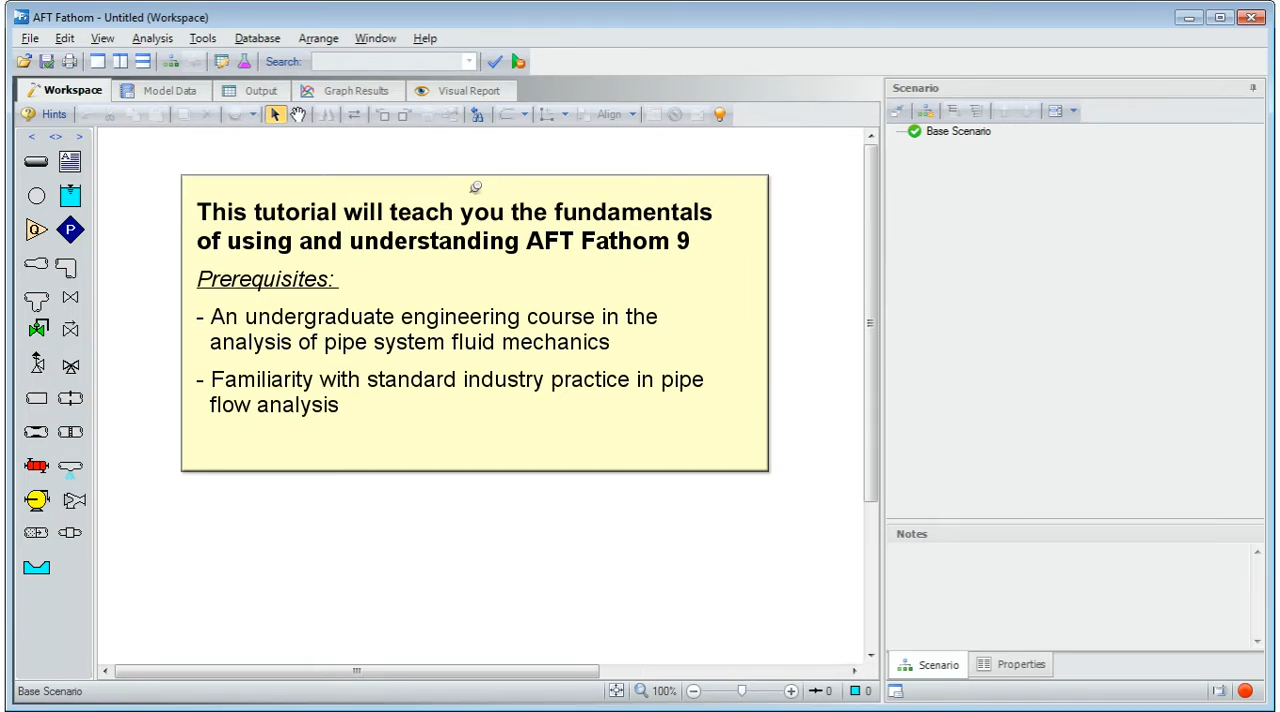 AFT Fathom - Untitled (Workspace)
File Edit View Analysis Tools Database Arrange Window Help
Search:
Workspace Model Data Output Graph Results Visual Report
Hints Align
< <> >
A
Q P
This tutorial will teach you the fundamentals
of using and understanding AFT Fathom 9
Prerequisites:
- An undergraduate engineering course in the
analysis of pipe system fluid mechanics
- Familiarity with standard industry practice in pipe
flow analysis
Scenario
Base Scenario
Notes
Scenario Properties
Base Scenario 100% 0 0